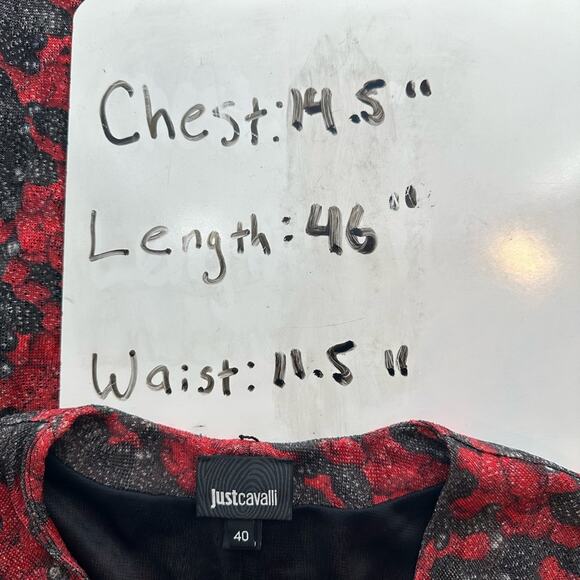 Chest: 14.5"
Length: 46"
Waist: 11.5"
justcavalli
40